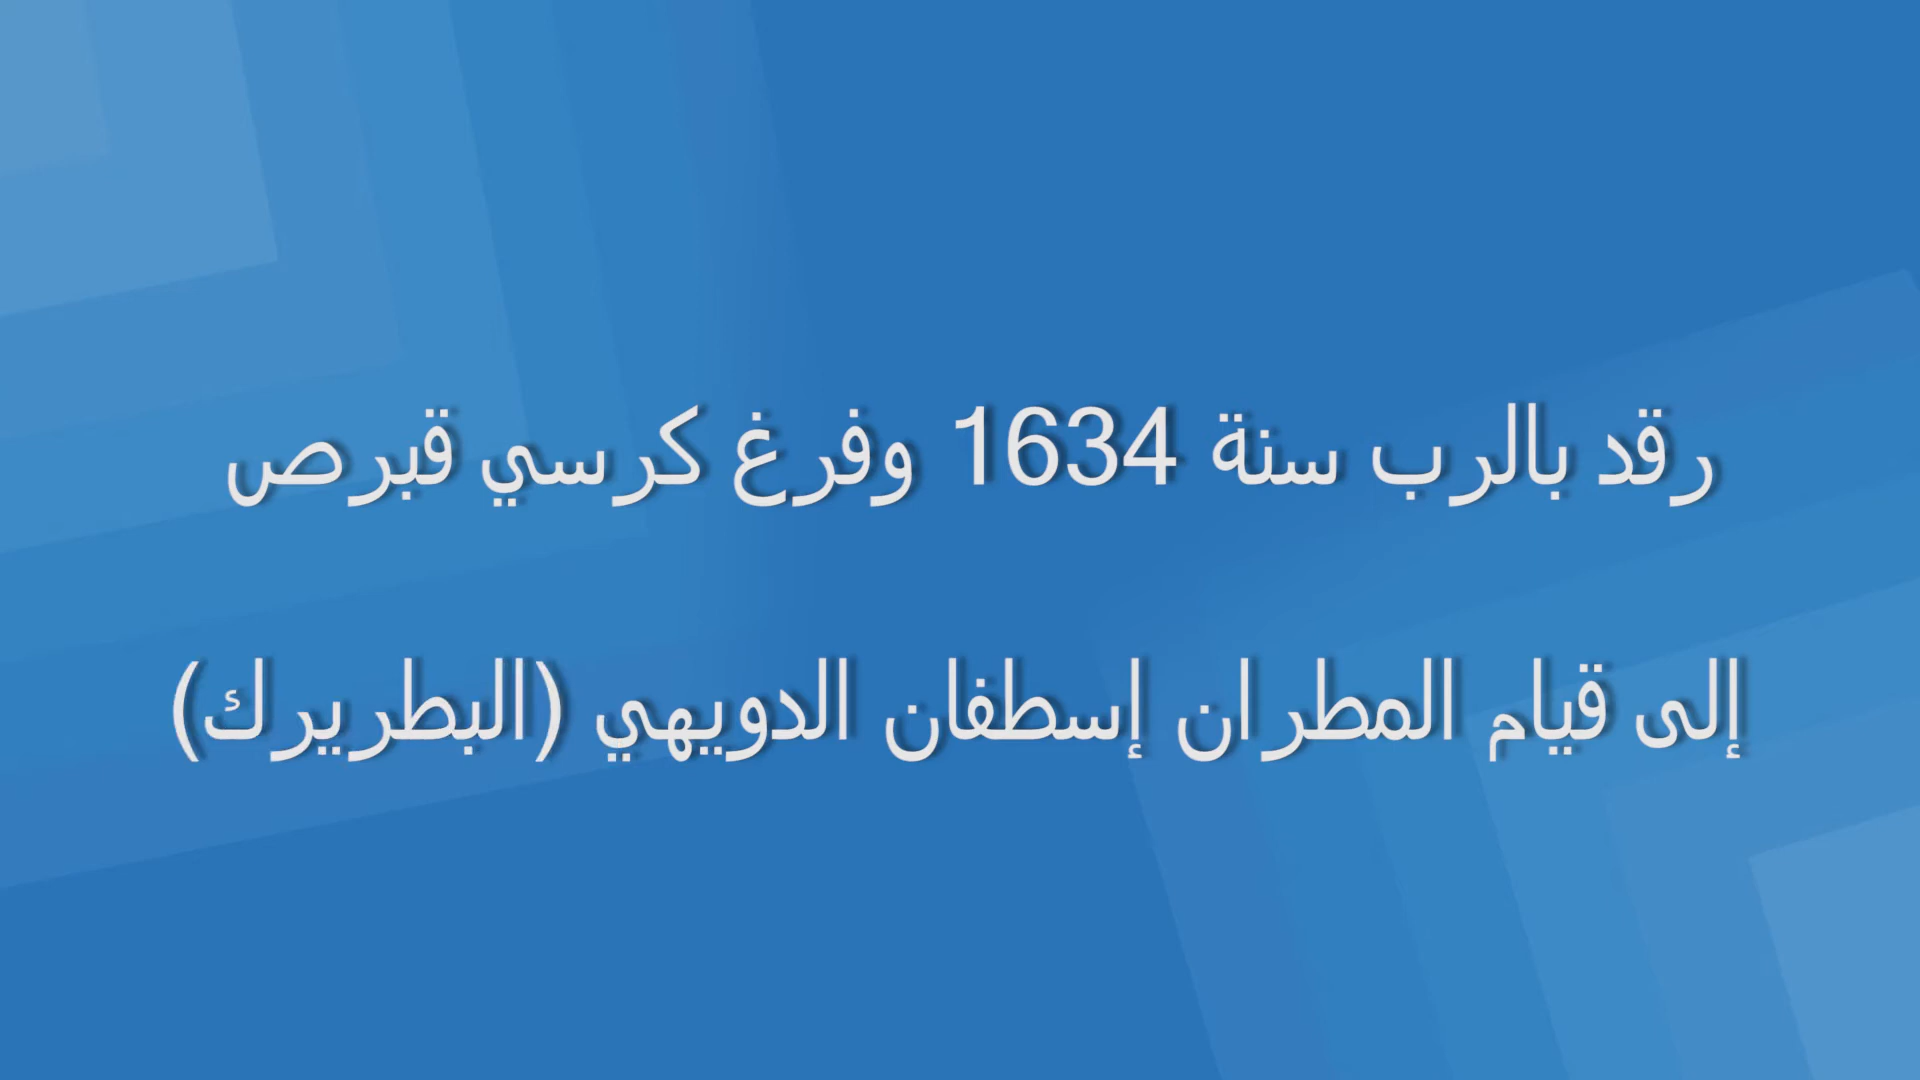 رقد بالرب سنة 1634 وفرغ كرسي قبرص
إلى قيام المطران إسطفان الدويهي (البطريرك)